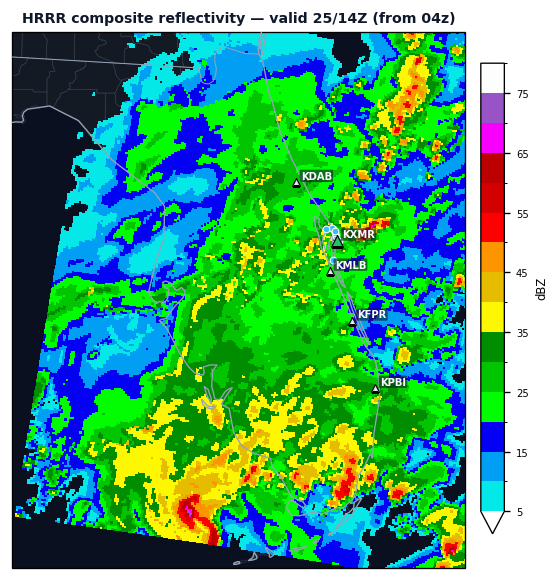 HRRR composite reflectivity — valid 25/14Z (from 04z)
KDAB
KXMR
KMLB
KFPR
KPBI
75
65
55
45
35
25
15
5
dBZ